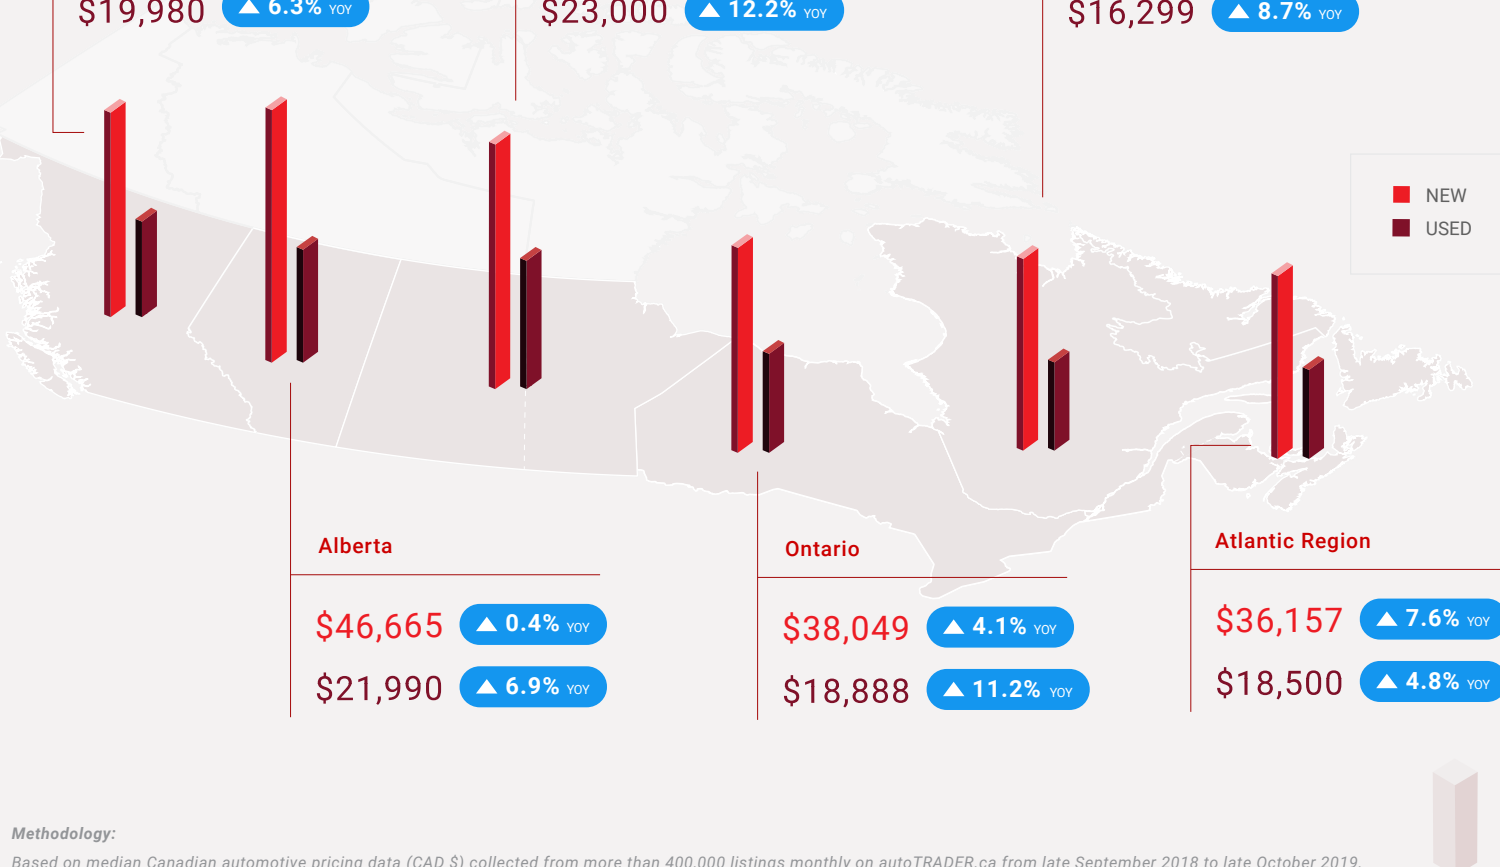 $19,980 6.3% YOY
$23,000 12.2% YOY
$16,299 8.7% YOY
NEW
USED
Alberta
$46,665 0.4% YOY
$21,990 6.9% YOY
Ontario
$38,049 4.1% YOY
$18,888 11.2% YOY
Atlantic Region
$36,157 7.6% YOY
$18,500 4.8% YOY
Methodology:
Based on median Canadian automotive pricing data (CAD $) collected from more than 400,000 listings monthly on autoTRADER.ca from late September 2018 to late October 2019.